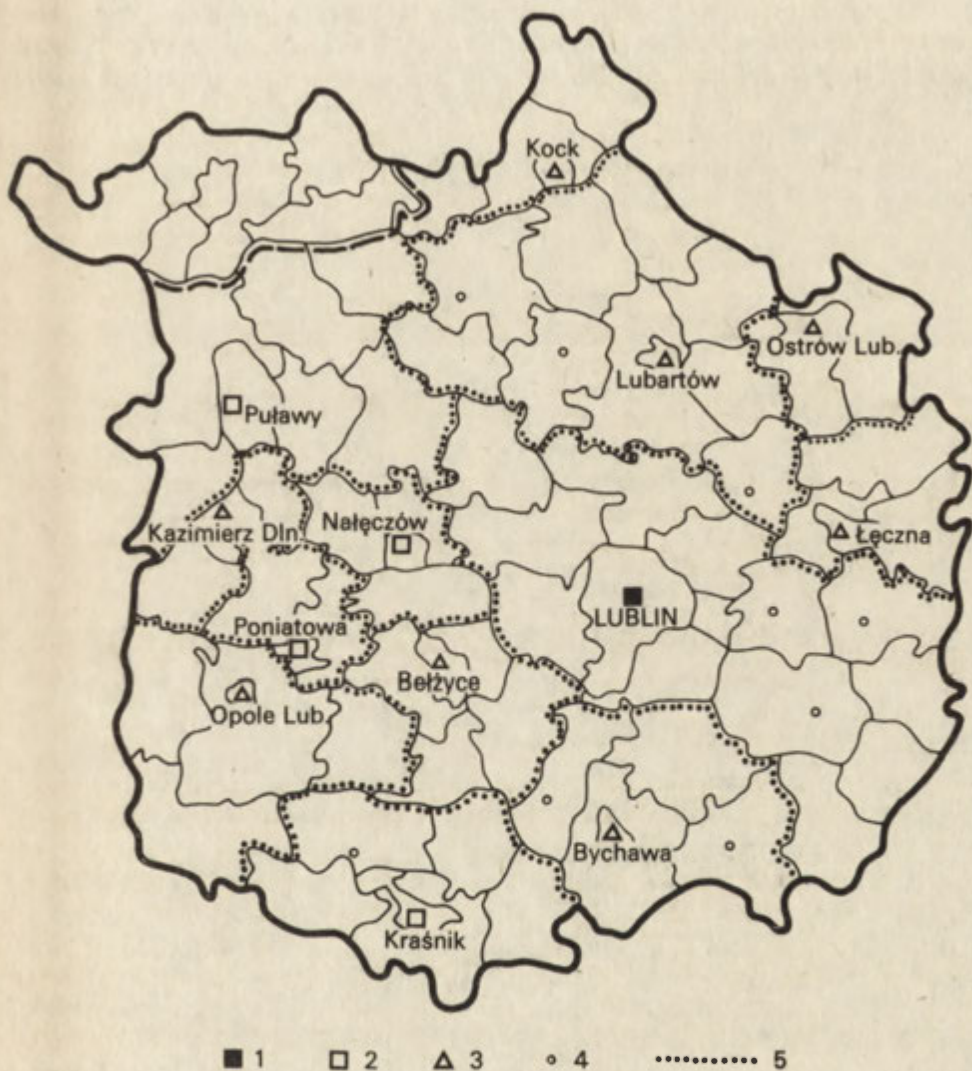 Kock
Ostrów Lub.
Lubartów
Puławy
Kazimierz Dln.
Nałęczów
Łęczna
LUBLIN
Poniatowa
Bełżyce
Opole Lub.
Bychawa
Kraśnik
1 2 3 4 5